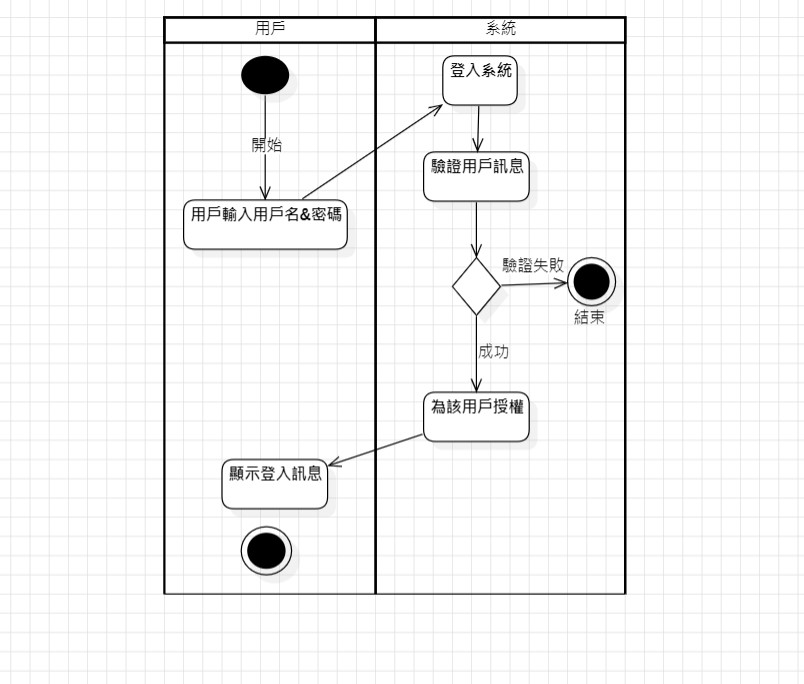 用戶
系統
登入系統
開始
驗證用戶訊息
用戶輸入用戶名&密碼
驗證失敗
結束
成功
為該用戶授權
顯示登入訊息